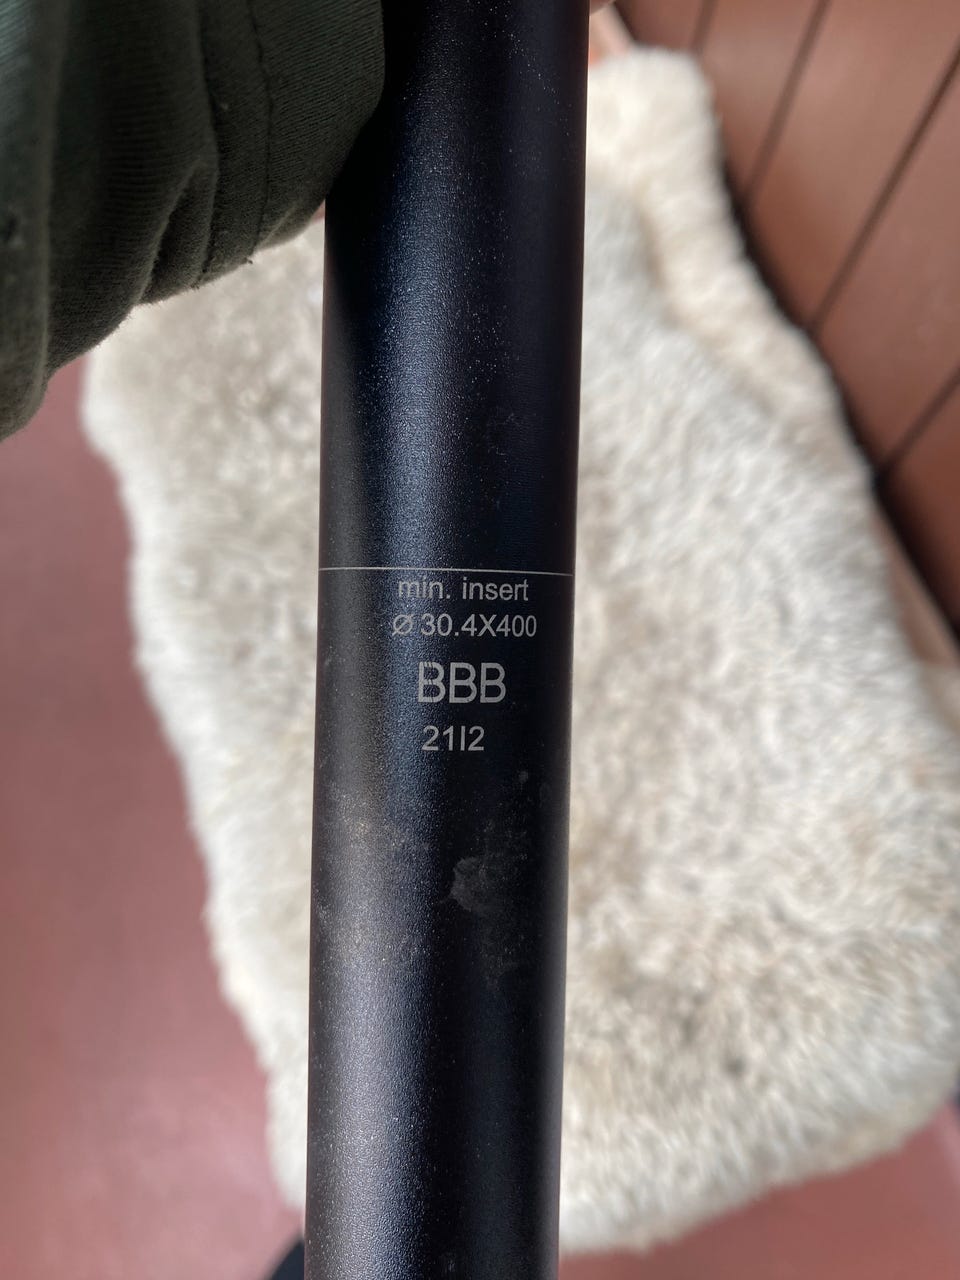 min. insert
Ø 30.4X400
BBB
21I2